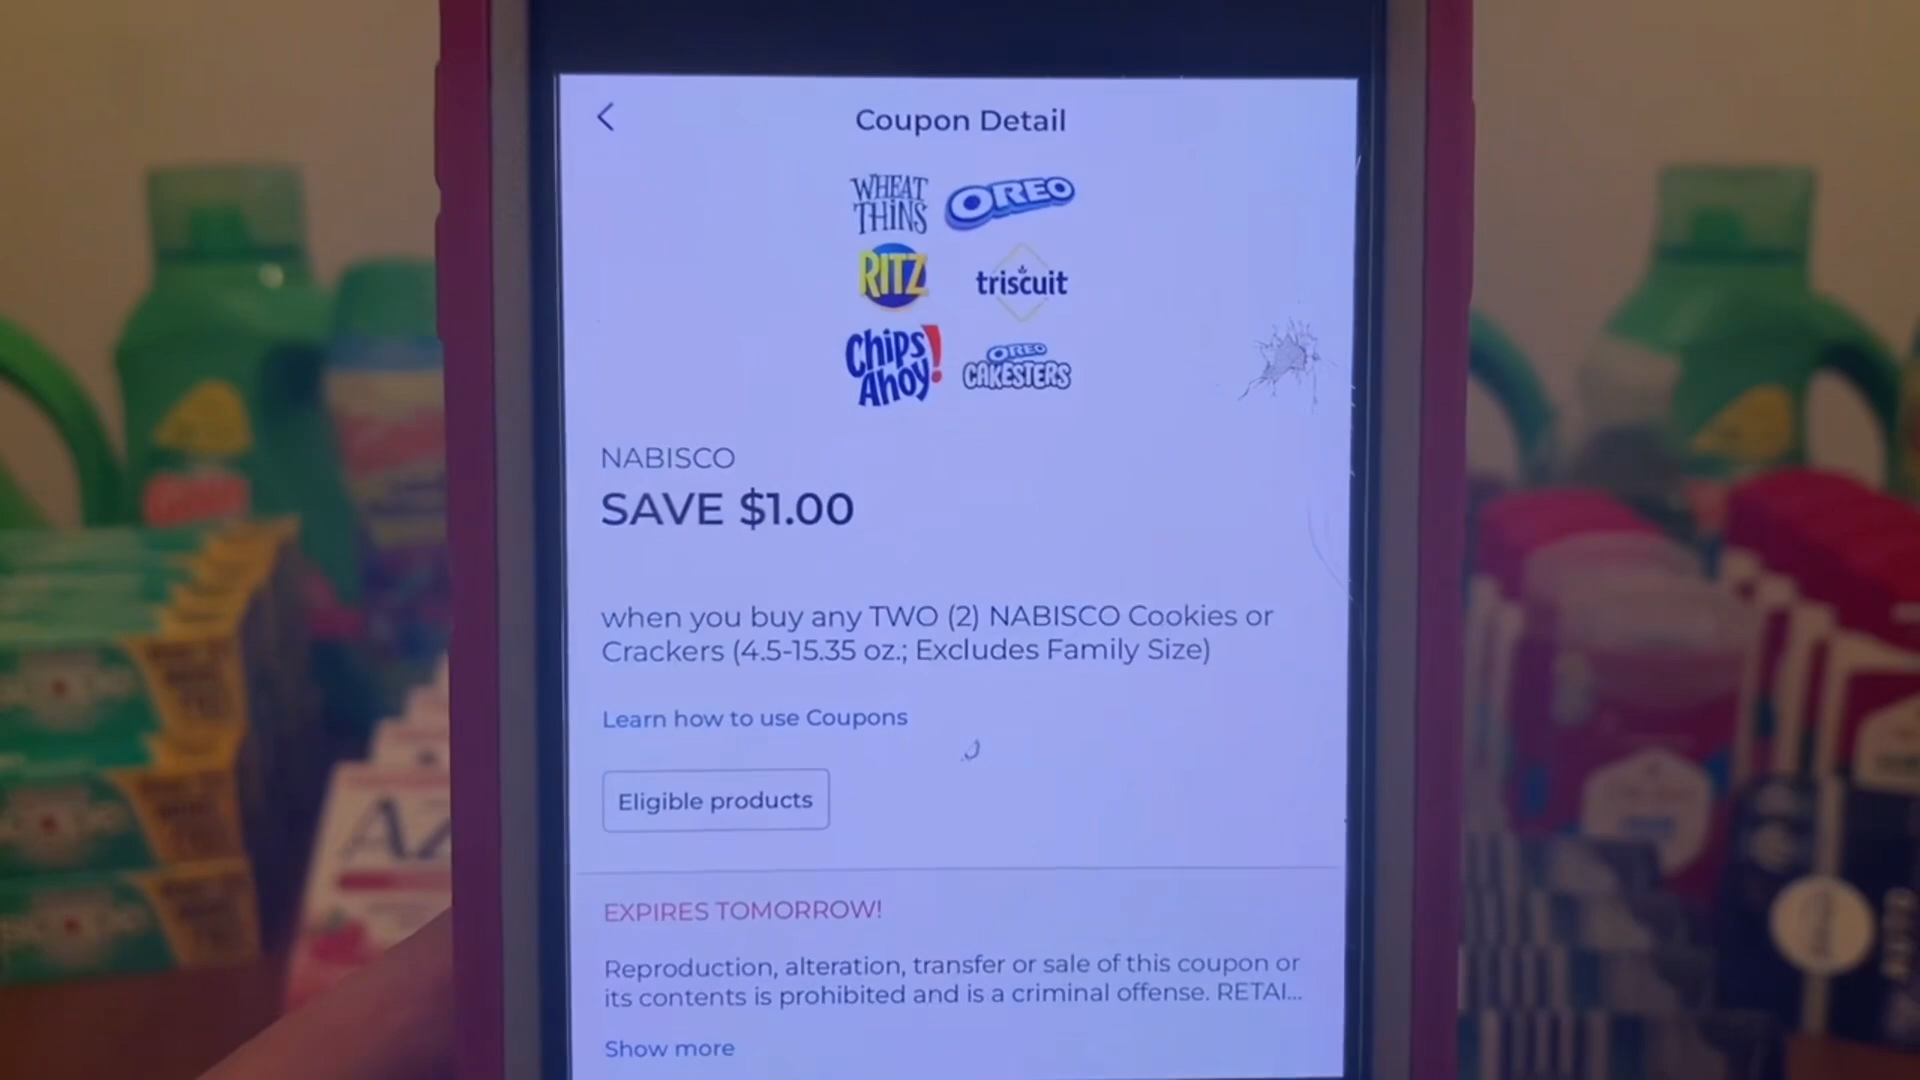 Coupon Detail
WHEAT THINS
OREO
RITZ
triscuit
Chips Ahoy!
OREO CAKESTERS
NABISCO
SAVE $1.00
when you buy any TWO (2) NABISCO Cookies or
Crackers (4.5-15.35 oz.; Excludes Family Size)
Learn how to use Coupons
Eligible products
EXPIRES TOMORROW!
Reproduction, alteration, transfer or sale of this coupon or
its contents is prohibited and is a criminal offense. RETAI...
Show more